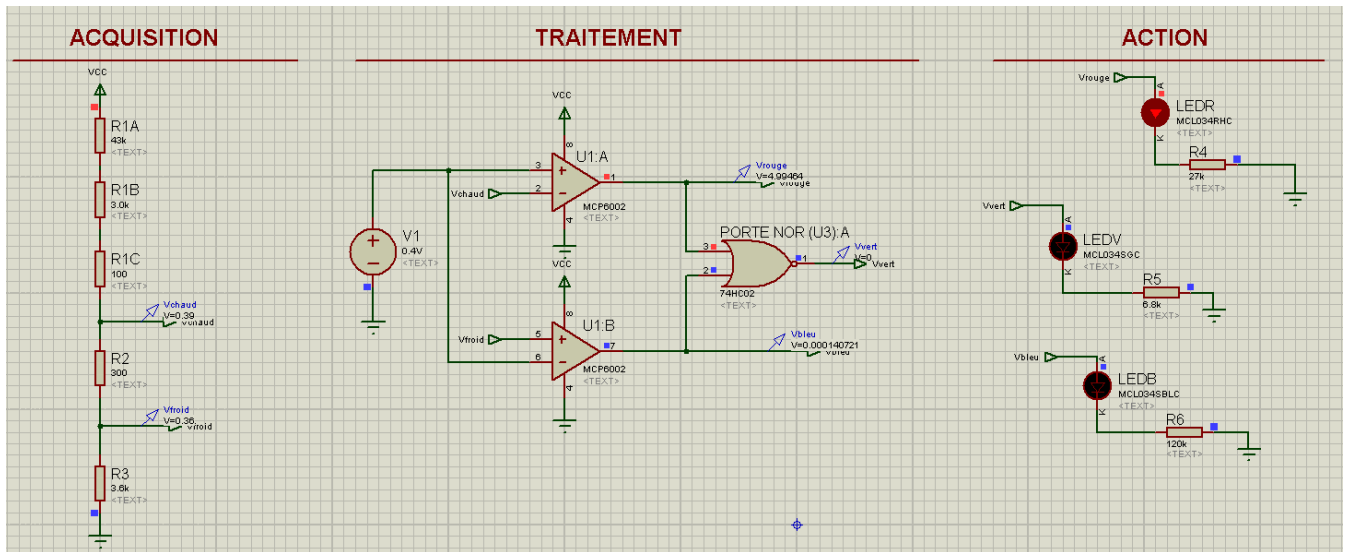 ACQUISITION
VCC
R1A
43k
<TEXT>
R1B
3.0k
<TEXT>
R1C
100
<TEXT>
Vchaud
V=0.39
Vchaud
R2
300
<TEXT>
Vfroid
V=0.36
Vfroid
R3
3.6k
<TEXT>
TRAITEMENT
V1
0.4V
<TEXT>
+
−
VCC
8
U1:A
3
+
1
Vchaud
2
−
MCP6002
4
<TEXT>
Vrouge
V=4.99464
Vrouge
PORTE NOR (U3):A
3
1
2
74HC02
<TEXT>
Vvert
V=0
Vvert
VCC
8
U1:B
Vfroid
5
+
7
6
−
MCP6002
4
<TEXT>
Vbleu
V=0.000140721
Vbleu
ACTION
Vrouge
A
LEDR
MCL034RHC
<TEXT>
K
R4
27k
<TEXT>
Vvert
A
LEDV
MCL034SGC
<TEXT>
K
R5
6.8k
<TEXT>
Vbleu
A
LEDB
MCL034SBLC
<TEXT>
K
R6
120k
<TEXT>